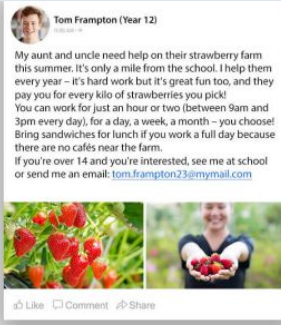 Tom Frampton (Year 12)
My aunt and uncle need help on their strawberry farm
this summer. It's only a mile from the school. I help them
every year – it's hard work but it's great fun too, and they
pay you for every kilo of strawberries you pick!
You can work for just an hour or two (between 9am and
3pm every day), for a day, a week, a month – you choose!
Bring sandwiches for lunch if you work a full day because
there are no cafés near the farm.
If you're over 14 and you're interested, see me at school
or send me an email: tom.frampton23@mymail.com
Like Comment Share